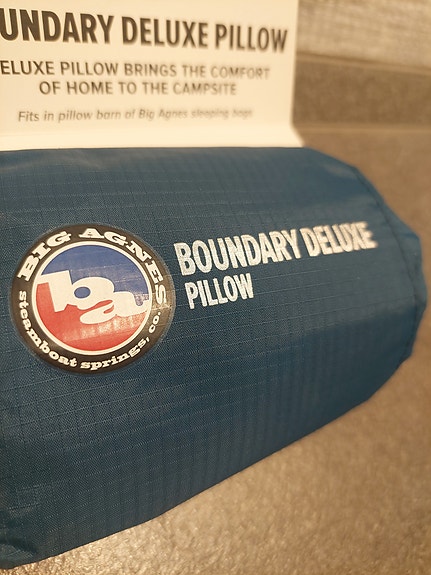 UNDARY DELUXE PILLOW
ELUXE PILLOW BRINGS THE COMFORT
OF HOME TO THE CAMPSITE
Fits in pillow barn of Big Agnes sleeping bags
BIG AGNES
ba
steamboat springs, co.
BOUNDARY DELUXE
PILLOW